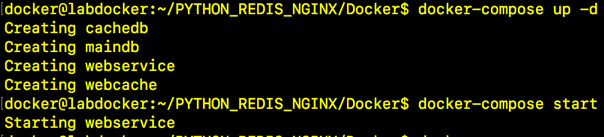 [docker@labdocker:~/PYTHON_REDIS_NGINX/Docker$ docker-compose up -d
Creating cachedb
Creating maindb
Creating webservice
Creating webcache
[docker@labdocker:~/PYTHON_REDIS_NGINX/Docker$ docker-compose start
Starting webservice